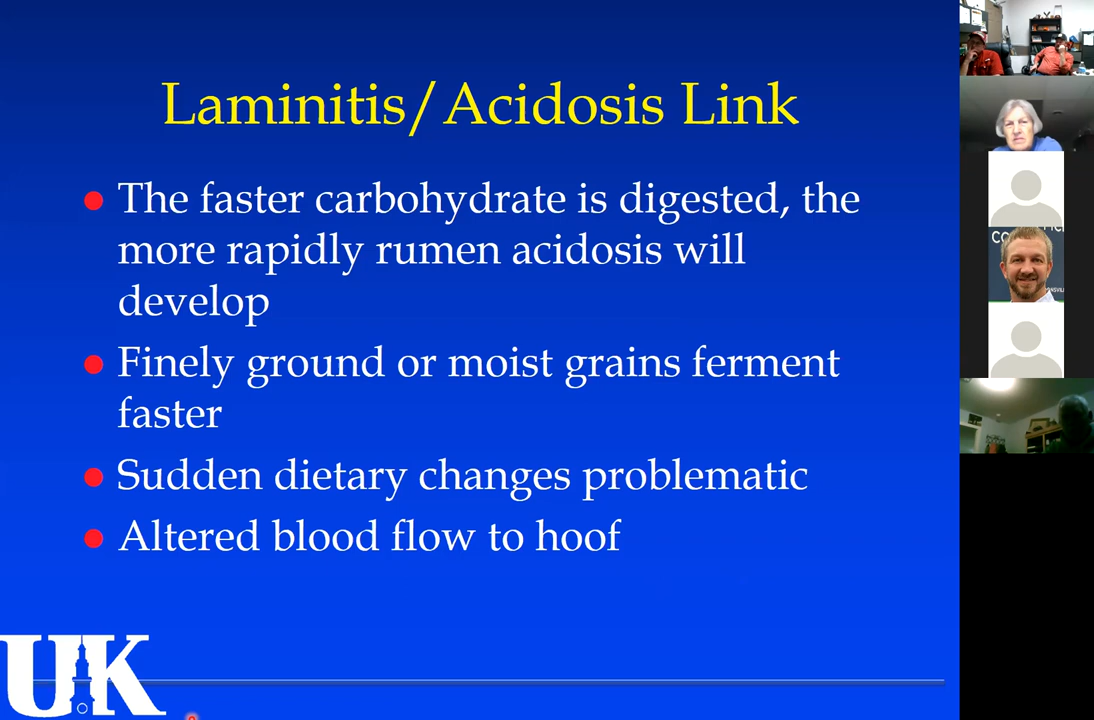 Laminitis/Acidosis Link
● The faster carbohydrate is digested, the
more rapidly rumen acidosis will
develop
● Finely ground or moist grains ferment
faster
● Sudden dietary changes problematic
● Altered blood flow to hoof
UK